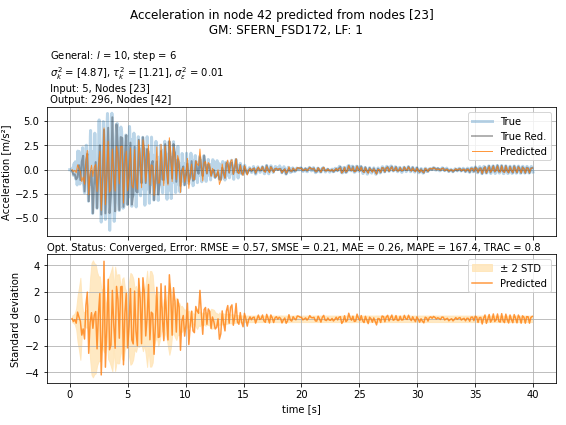 Acceleration in node 42 predicted from nodes [23]
GM: SFERN_FSD172, LF: 1
General: l = 10, step = 6
σ²ₖ = [4.87], τ²ₖ = [1.21], σ²ε = 0.01
Input: 5, Nodes [23]
Output: 296, Nodes [42]
Acceleration [m/s²]
5.0
2.5
0.0
−2.5
−5.0
True
True Red.
Predicted
Opt. Status: Converged, Error: RMSE = 0.57, SMSE = 0.21, MAE = 0.26, MAPE = 167.4, TRAC = 0.8
Standard deviation
4
2
0
−2
−4
± 2 STD
Predicted
0 5 10 15 20 25 30 35 40
time [s]